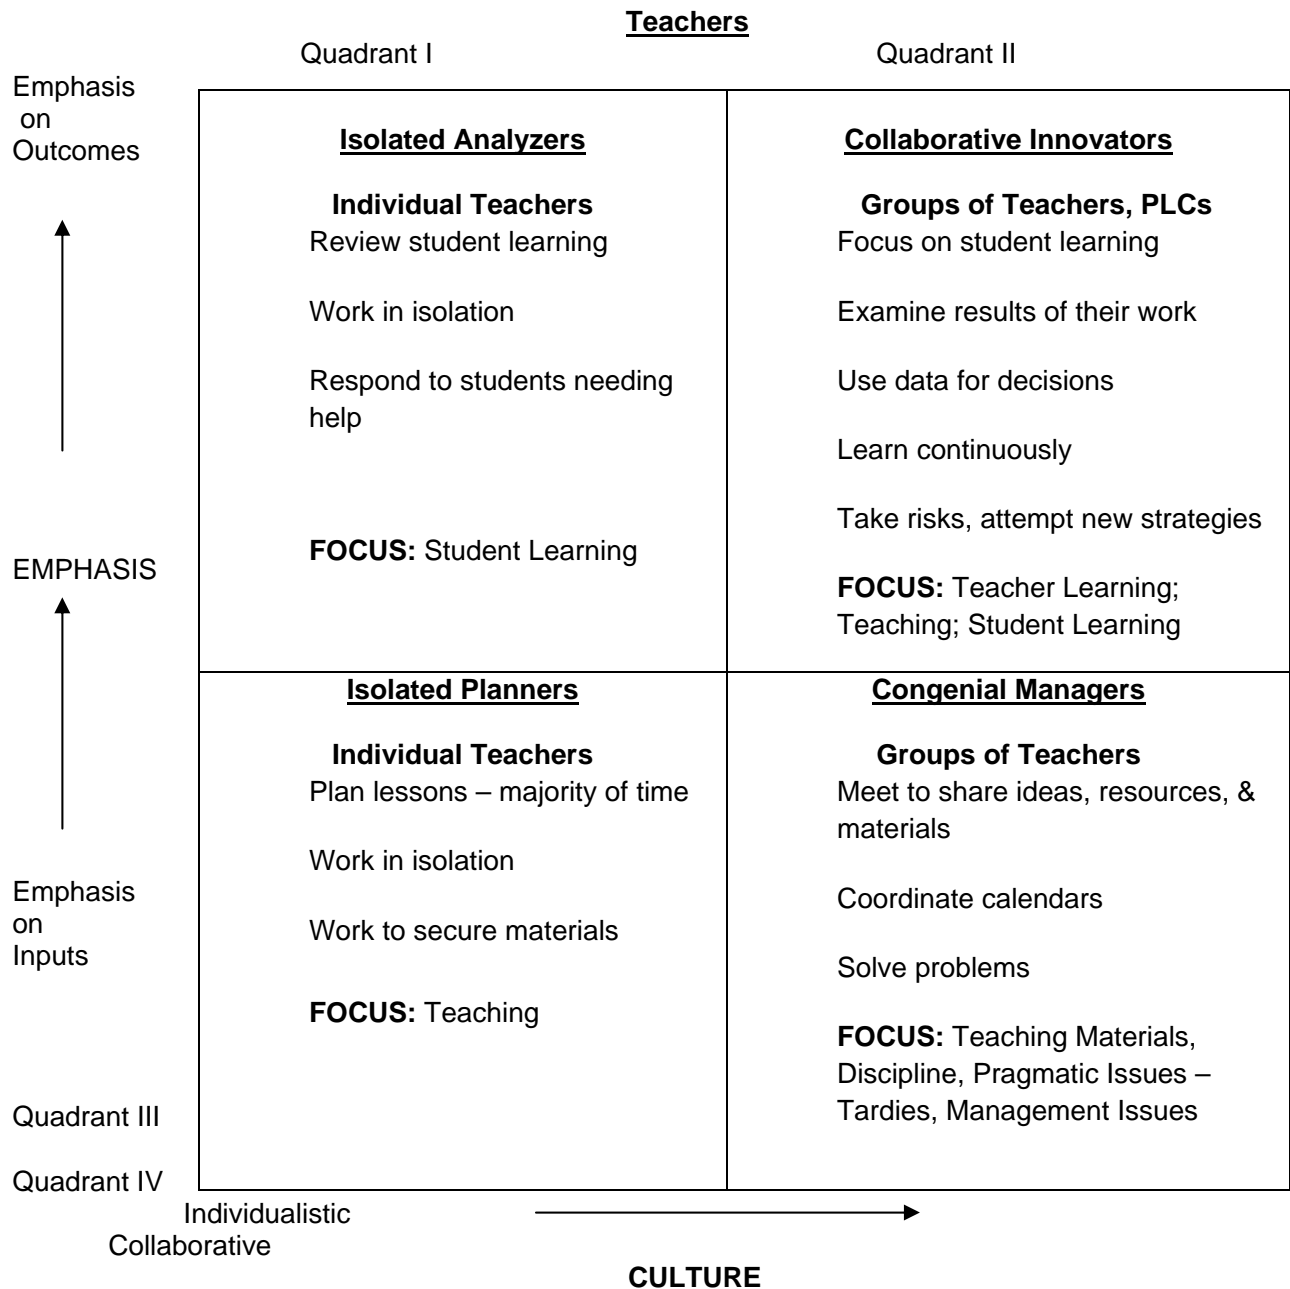 Teachers
Quadrant I
Quadrant II
Emphasis
on
Outcomes
Isolated Analyzers
Individual Teachers
Review student learning
Work in isolation
Respond to students needing
help
FOCUS: Student Learning
Collaborative Innovators
Groups of Teachers, PLCs
Focus on student learning
Examine results of their work
Use data for decisions
Learn continuously
Take risks, attempt new strategies
FOCUS: Teacher Learning;
Teaching; Student Learning
EMPHASIS
Isolated Planners
Individual Teachers
Plan lessons – majority of time
Work in isolation
Work to secure materials
FOCUS: Teaching
Congenial Managers
Groups of Teachers
Meet to share ideas, resources, &
materials
Coordinate calendars
Solve problems
FOCUS: Teaching Materials,
Discipline, Pragmatic Issues –
Tardies, Management Issues
Emphasis
on
Inputs
Quadrant III
Quadrant IV
Individualistic
Collaborative
CULTURE